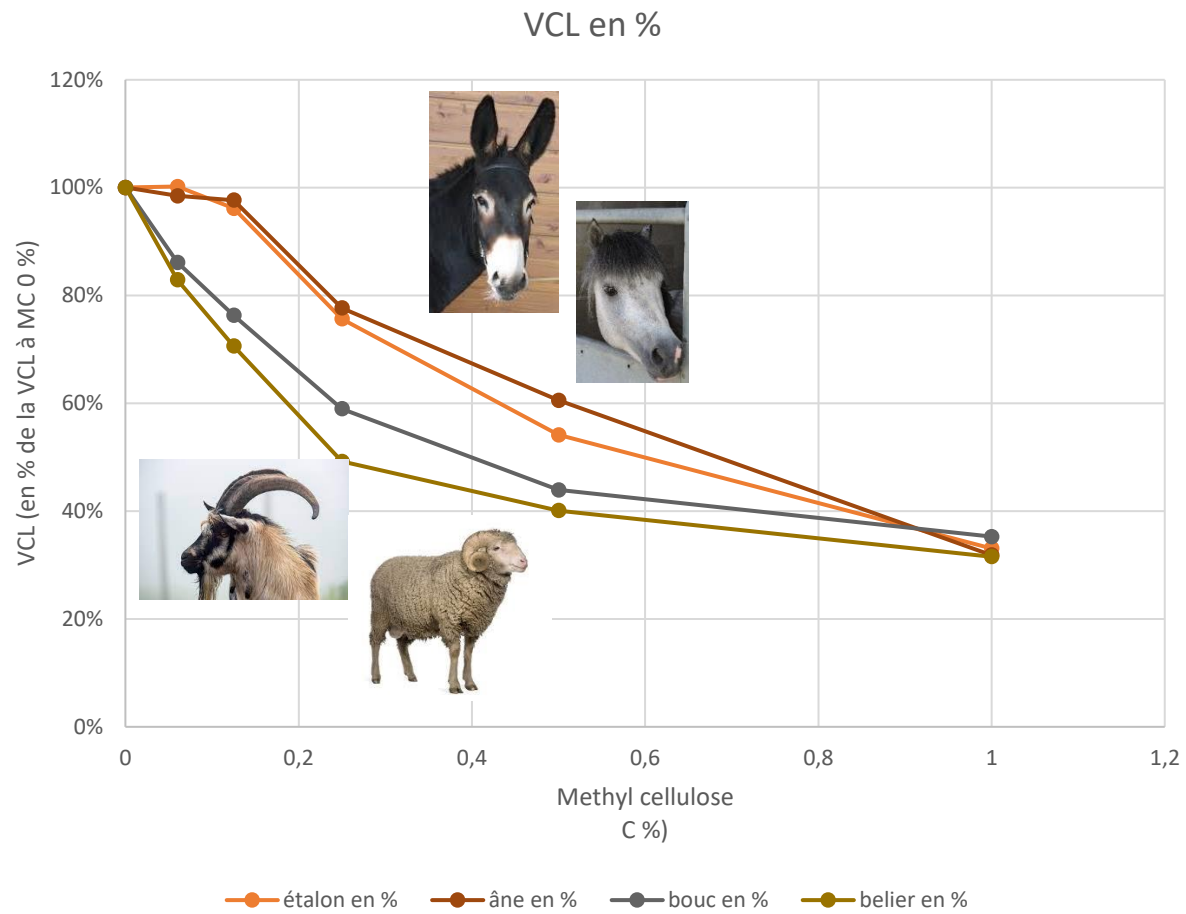 VCL en %
120%
100%
80%
60%
40%
20%
0%
VCL (en % de la VCL à MC 0 %)
0
0,2
0,4
0,6
0,8
1
1,2
Methyl cellulose
C %)
étalon en %
âne en %
bouc en %
belier en %